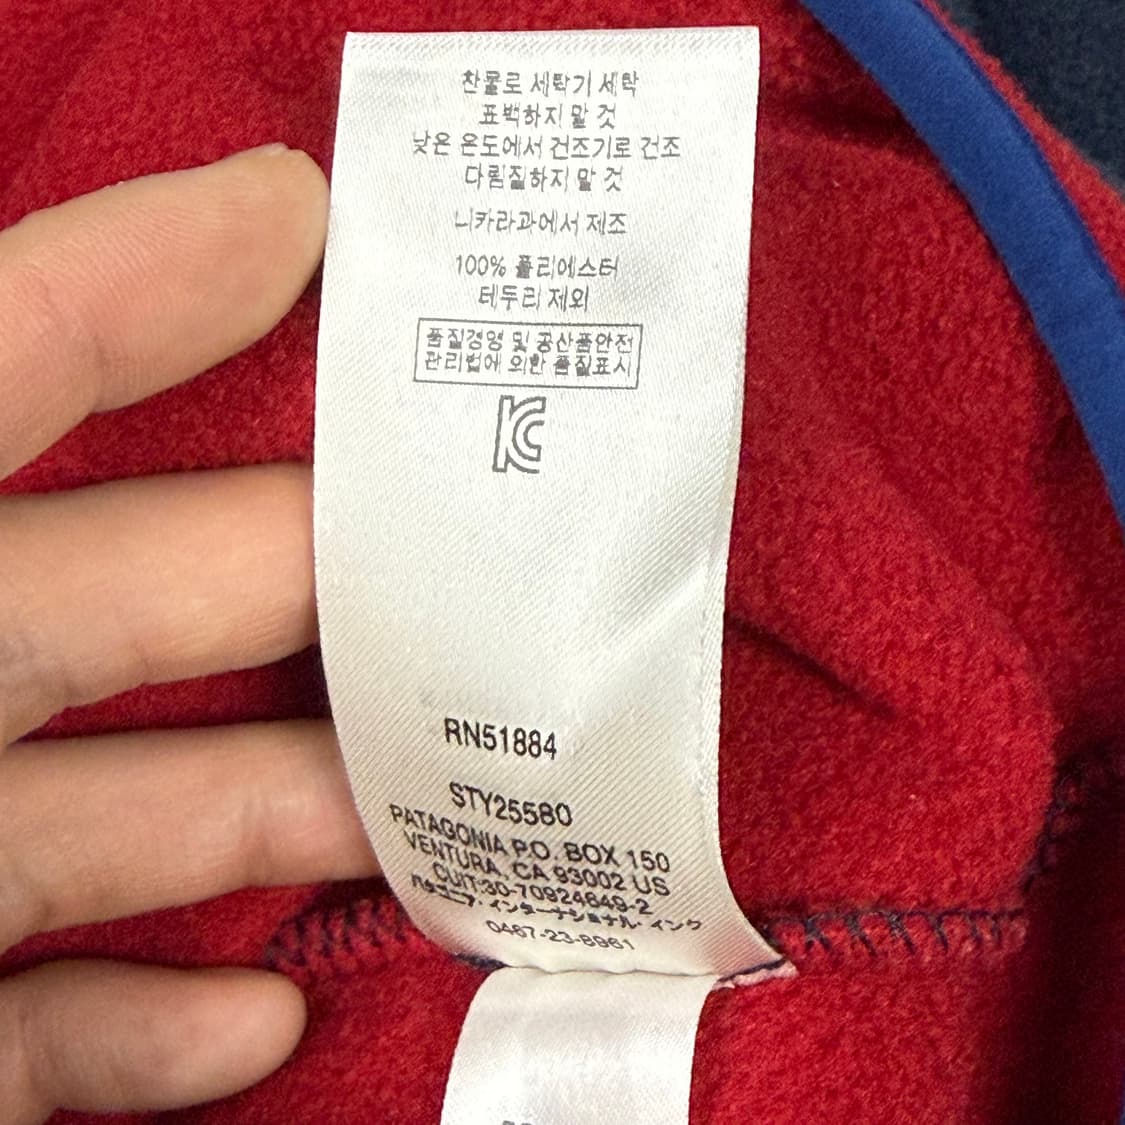 찬물로 세탁기 세탁
표백하지 말 것
낮은 온도에서 건조기로 건조
다림질하지 말 것
니카라과에서 제조
100% 폴리에스터
테두리 제외
품질경영 및 공산품안전
관리법에 의한 품질표시
KC
RN51884
STY25580
PATAGONIA P.O. BOX 150
VENTURA, CA 93002 US
CUIT:30-70924649-2
パタゴニア・インターナショナル・インク
0467-23-8961